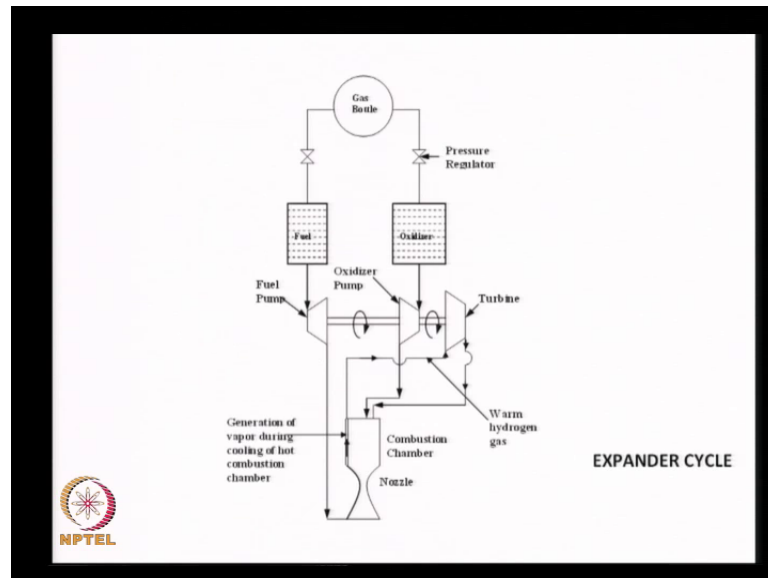 Gas
Bottle
Pressure
Regulator
Fuel
Oxidizer
Fuel
Pump
Oxidizer
Pump
Turbine
Generation of
vapor during
cooling of hot
combustion
chamber
Combustion
Chamber
Nozzle
Warm
hydrogen
gas
EXPANDER CYCLE
NPTEL